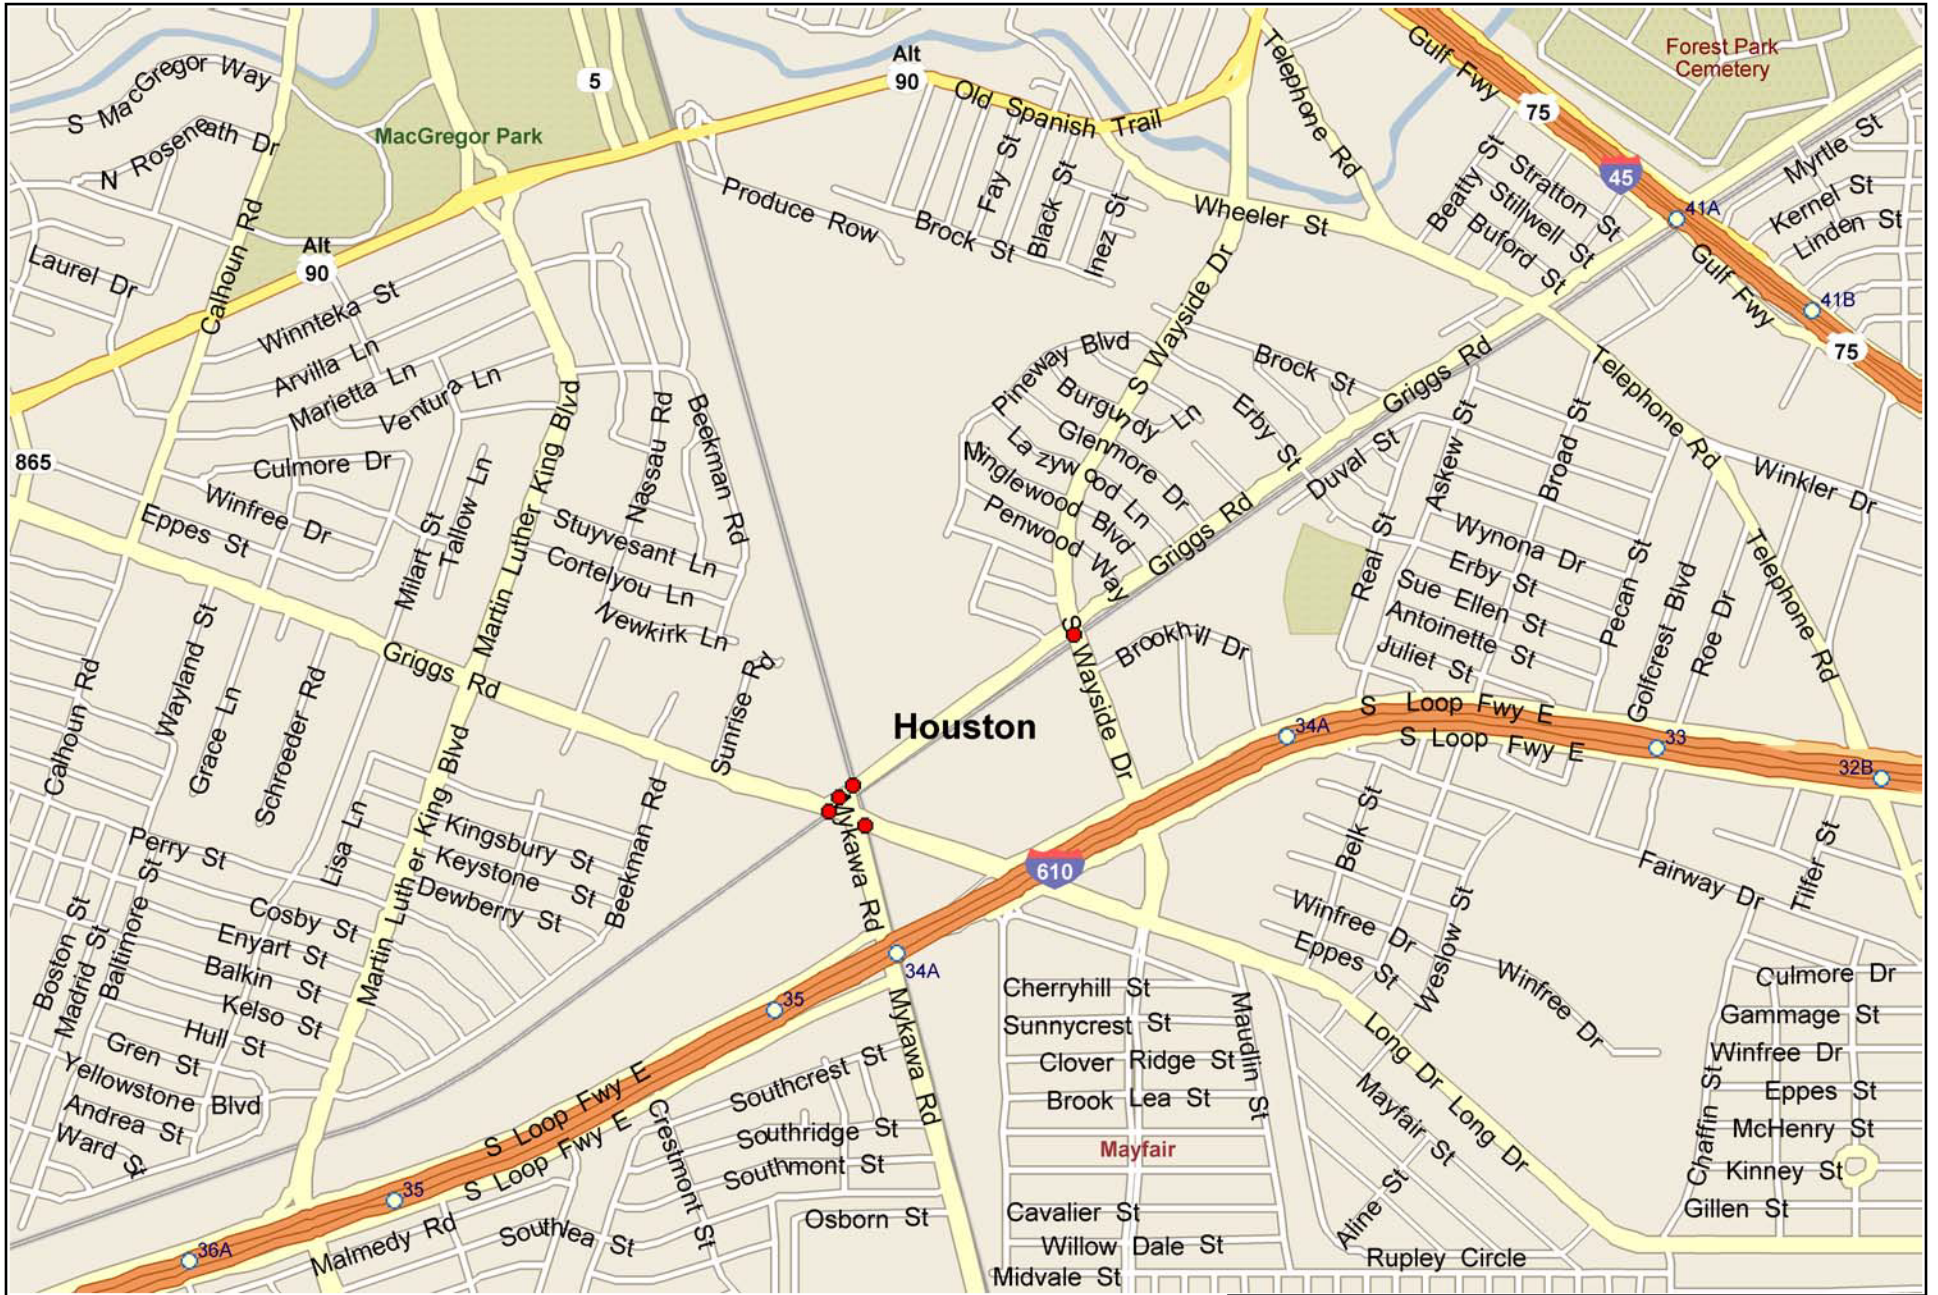 Gulf Fwy
Forest Park
Cemetery
Alt
90
Old Spanish Trail
Telephone Rd
5
75
S MacGregor Way
MacGregor Park
N Roseneath Dr
Myrtle St
45
41A
Kernel St
Linden St
Beatty St
Stratton St
Stillwell St
Buford St
Fay St
Black St
Inez St
Produce Row
Brock St
Wheeler St
Gulf Fwy
41B
75
Calhoun Rd
Alt
90
Laurel Dr
Winnteka St
Arvilla Ln
Marietta Ln
Ventura Ln
S Wayside Dr
Pineway Blvd
Brock St
Griggs Rd
Telephone Rd
Burgundy Ln
Erby St
Glenmore Dr
Lazywood Ln
Minglewood Blvd
Penwood Way
Griggs Rd
Duval St
Askew St
Broad St
Winkler Dr
865
Culmore Dr
Winfree Dr
Eppes St
Milart St
Tallow Ln
Martin Luther King Blvd
Nassau Rd
Beekman Rd
Stuyvesant Ln
Cortelyou Ln
Newkirk Ln
Real St
Wynona Dr
Erby St
Sue Ellen St
Antoinette St
Juliet St
Pecan St
Golfcrest Blvd
Roe Dr
Telephone Rd
S Wayside Dr
Brookhill Dr
Griggs Rd
Sunrise Rd
Calhoun Rd
Wayland St
Grace Ln
Schroeder Rd
Houston
S Loop Fwy E
S Loop Fwy E
34A
33
32B
Martin Luther King Blvd
Lisa Ln
Kingsbury St
Keystone St
Dewberry St
Beekman Rd
Mykawa Rd
610
Belk St
Fairway Dr
Tilfer St
Perry St
Boston St
Madrid St
Baltimore St
Cosby St
Enyart St
Balkin St
Kelso St
Hull St
Gren St
Yellowstone Blvd
Andrea St
Ward St
Winfree Dr
Eppes St
Weslow St
Winfree Dr
34A
35
Mykawa Rd
Cherryhill St
Sunnycrest St
Clover Ridge St
Brook Lea St
Maudlin St
Mayfair
Long Dr
Long Dr
Mayfair St
Aline St
Culmore Dr
Gammage St
Winfree Dr
Eppes St
McHenry St
Kinney St
Gillen St
Chaffin St
S Loop Fwy E
S Loop Fwy E
Southcrest St
Southridge St
Southmont St
Crestmont St
35
36A
Malmedy Rd
Southlea St
Osborn St
Cavalier St
Willow Dale St
Midvale St
Rupley Circle